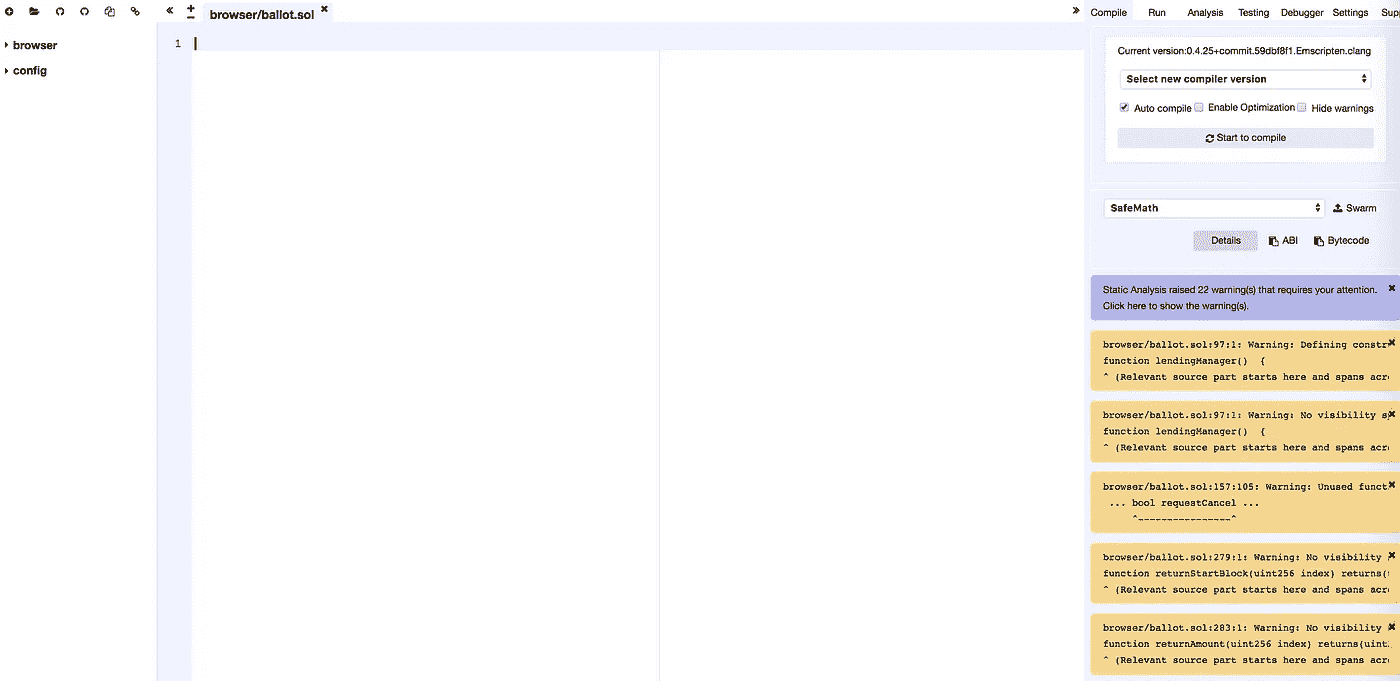 browser/ballot.sol
Compile Run Analysis Testing Debugger Settings
browser
config
1
Current version:0.4.25+commit.59dbf8f1.Emscripten.clang
Select new compiler version
Auto compile Enable Optimization Hide warnings
Start to compile
SafeMath
Swarm
Details ABI Bytecode
Static Analysis raised 22 warning(s) that requires your attention.
Click here to show the warning(s).
browser/ballot.sol:97:1: Warning: Defining constr
function lendingManager()  {
^ (Relevant source part starts here and spans acr
browser/ballot.sol:97:1: Warning: No visibility s
function lendingManager()  {
^ (Relevant source part starts here and spans acr
browser/ballot.sol:157:105: Warning: Unused funct
... bool requestCancel ...
^---------------^
browser/ballot.sol:279:1: Warning: No visibility
function returnStartBlock(uint256 index) returns(
^ (Relevant source part starts here and spans acr
browser/ballot.sol:283:1: Warning: No visibility
function returnAmount(uint256 index) returns(uint
^ (Relevant source part starts here and spans acr